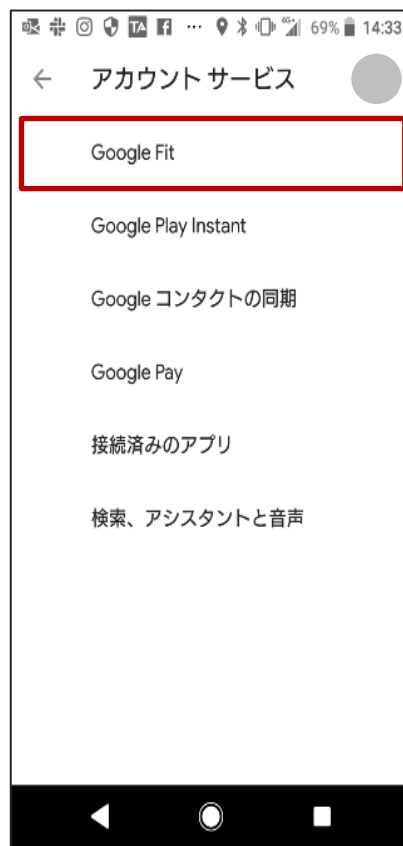 69% 14:33
アカウント サービス
Google Fit
Google Play Instant
Google コンタクトの同期
Google Pay
接続済みのアプリ
検索、アシスタントと音声